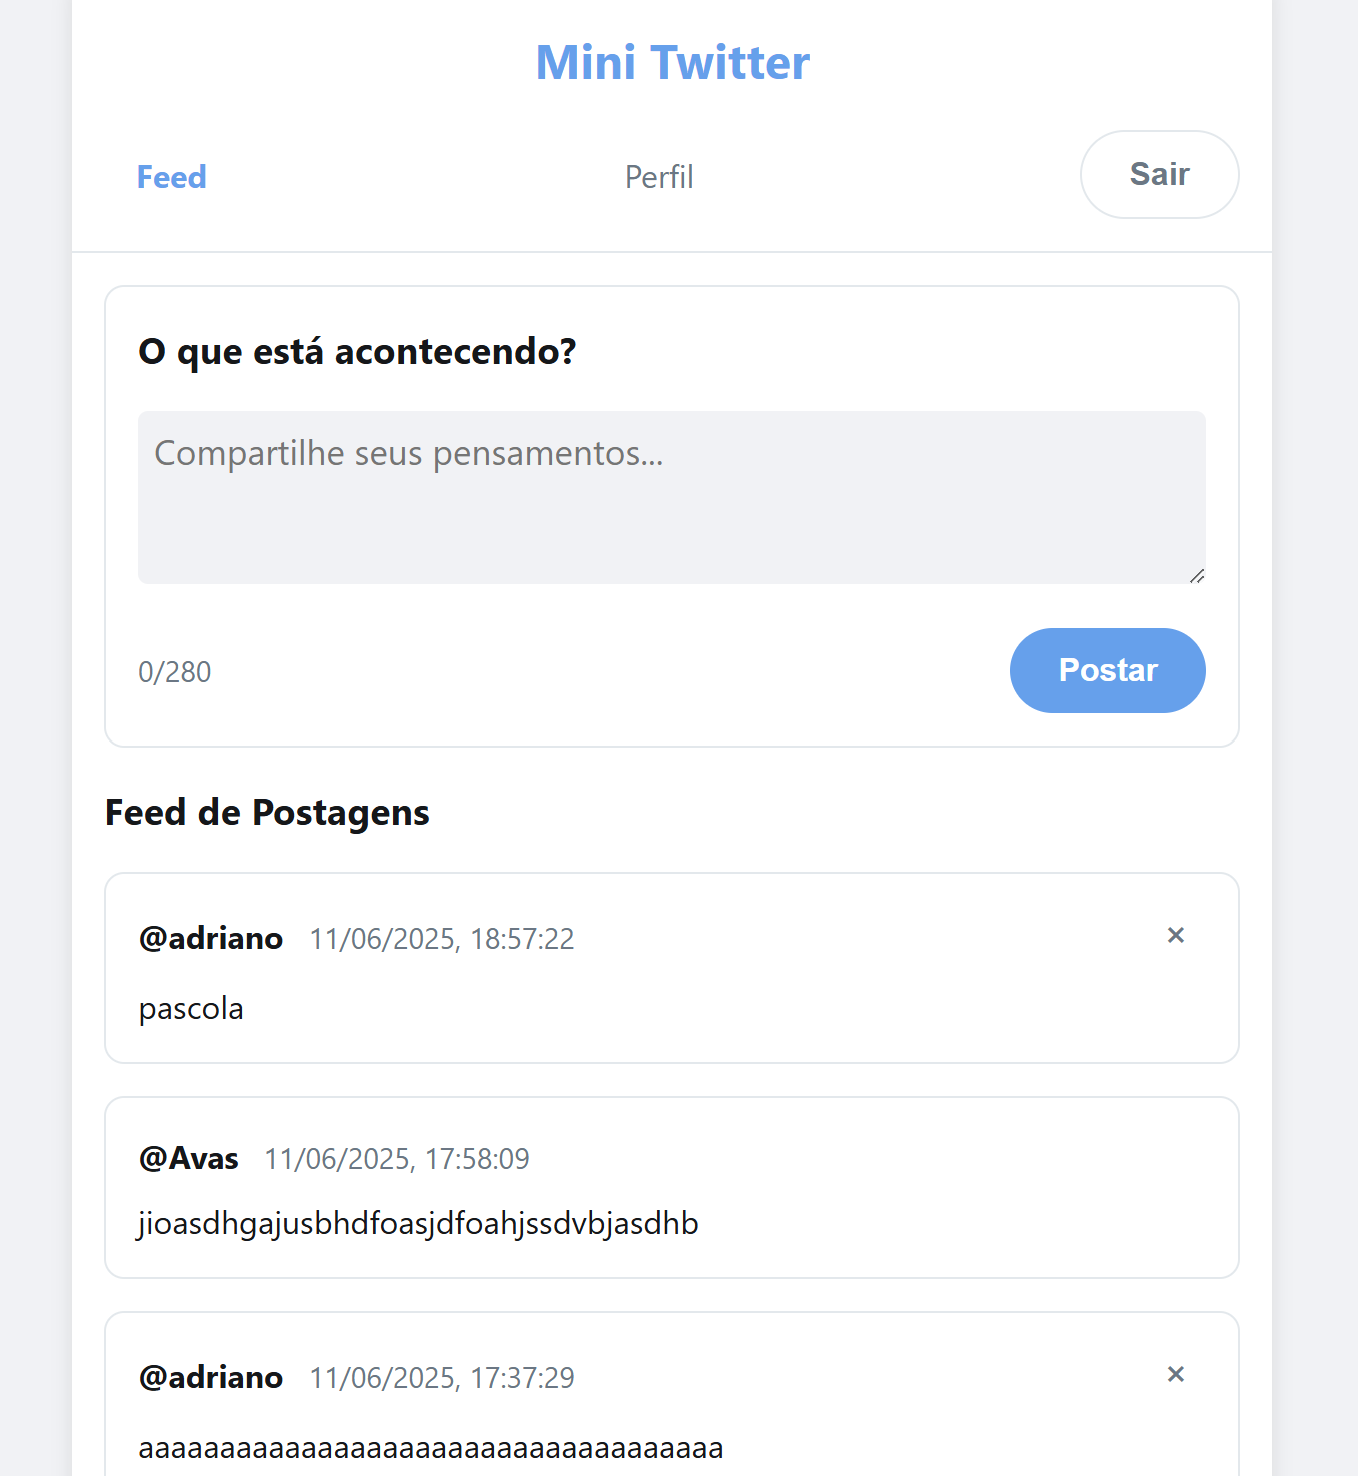 Mini Twitter
Feed Perfil Sair
O que está acontecendo?
Compartilhe seus pensamentos...
0/280 Postar
Feed de Postagens
@adriano 11/06/2025, 18:57:22 ×
pascola
@Avas 11/06/2025, 17:58:09
jioasdhgajusbhdfoasjdfoahjssdvbjasdhb
@adriano 11/06/2025, 17:37:29 ×
aaaaaaaaaaaaaaaaaaaaaaaaaaaaaaaaaaaa